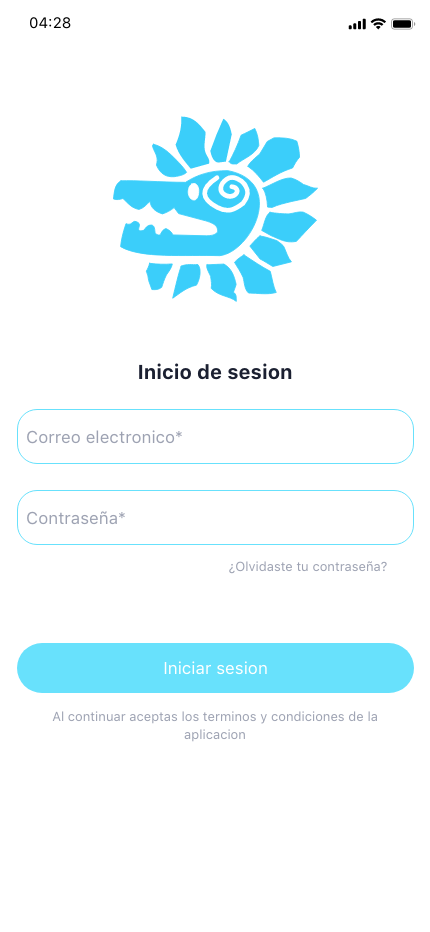 04:28
Inicio de sesion
Correo electronico*
Contraseña*
¿Olvidaste tu contraseña?
Iniciar sesion
Al continuar aceptas los terminos y condiciones de la
aplicacion